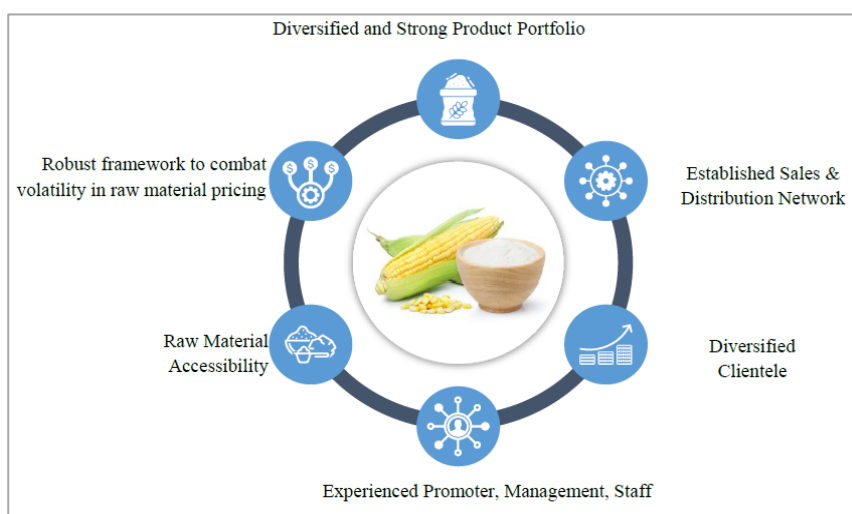 Diversified and Strong Product Portfolio
Robust framework to combat
volatility in raw material pricing
Established Sales &
Distribution Network
Raw Material
Accessibility
Diversified
Clientele
Experienced Promoter, Management, Staff